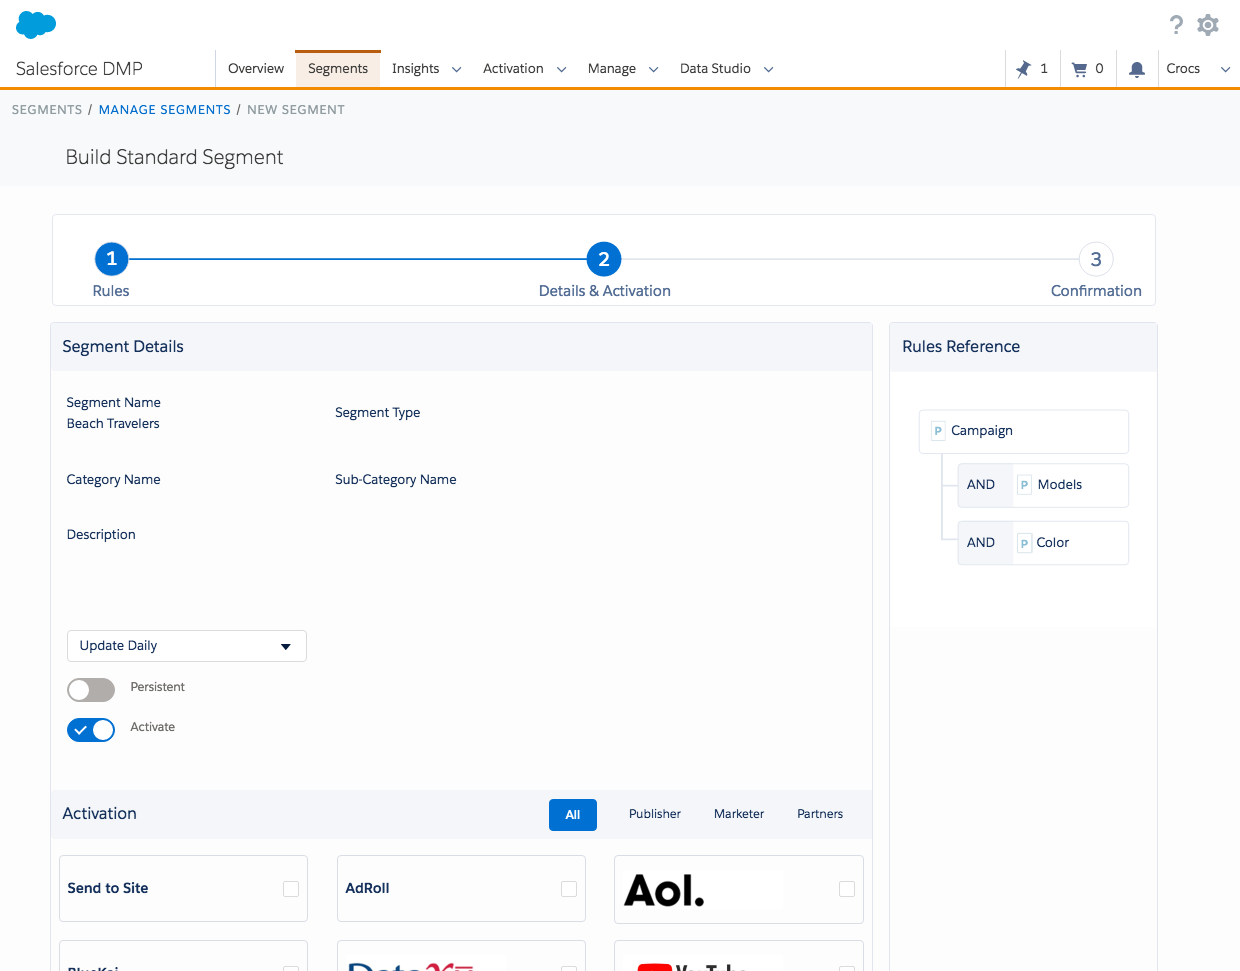 ?
Salesforce DMP
Overview Segments Insights Activation Manage Data Studio
1 0 Crocs
SEGMENTS / MANAGE SEGMENTS / NEW SEGMENT
Build Standard Segment
1 2 3
Rules Details & Activation Confirmation
Segment Details
Segment Name
Beach Travelers
Segment Type
Category Name Sub-Category Name
Description
Update Daily
Persistent
Activate
Rules Reference
P Campaign
AND P Models
AND P Color
Activation All Publisher Marketer Partners
Send to Site AdRoll Aol.
BlueKai YouTube